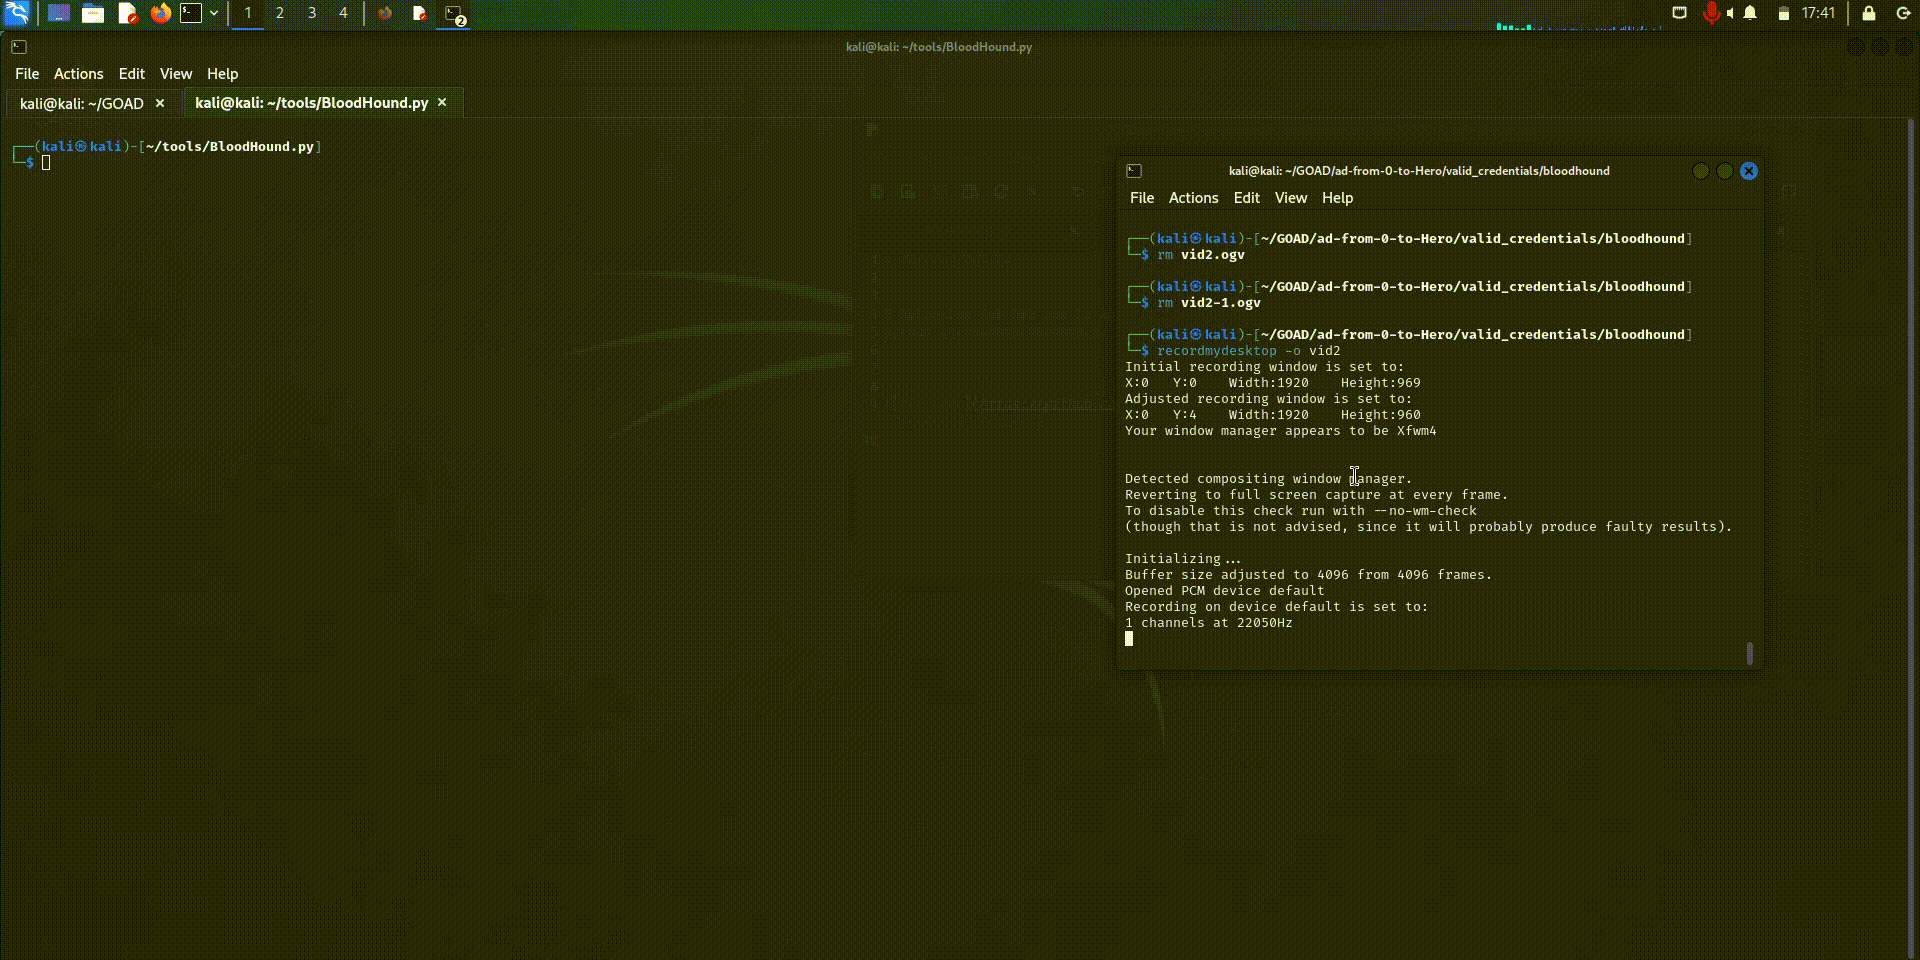 1 2 3 4 2 17:41
kali@kali: ~/tools/BloodHound.py
File Actions Edit View Help
kali@kali: ~/GOAD × kali@kali: ~/tools/BloodHound.py ×
┌──(kali㉿kali)-[~/tools/BloodHound.py]
└─$
kali@kali: ~/GOAD/ad-from-0-to-Hero/valid_credentials/bloodhound
File Actions Edit View Help
┌──(kali㉿kali)-[~/GOAD/ad-from-0-to-Hero/valid_credentials/bloodhound]
└─$ rm vid2.ogv
┌──(kali㉿kali)-[~/GOAD/ad-from-0-to-Hero/valid_credentials/bloodhound]
└─$ rm vid2-1.ogv
┌──(kali㉿kali)-[~/GOAD/ad-from-0-to-Hero/valid_credentials/bloodhound]
└─$ recordmydesktop -o vid2
Initial recording window is set to:
X:0 Y:0 Width:1920 Height:969
Adjusted recording window is set to:
X:0 Y:4 Width:1920 Height:960
Your window manager appears to be Xfwm4
Detected compositing window manager.
Reverting to full screen capture at every frame.
To disable this check run with --no-wm-check
(though that is not advised, since it will probably produce faulty results).
Initializing...
Buffer size adjusted to 4096 from 4096 frames.
Opened PCM device default
Recording on device default is set to:
1 channels at 22050Hz